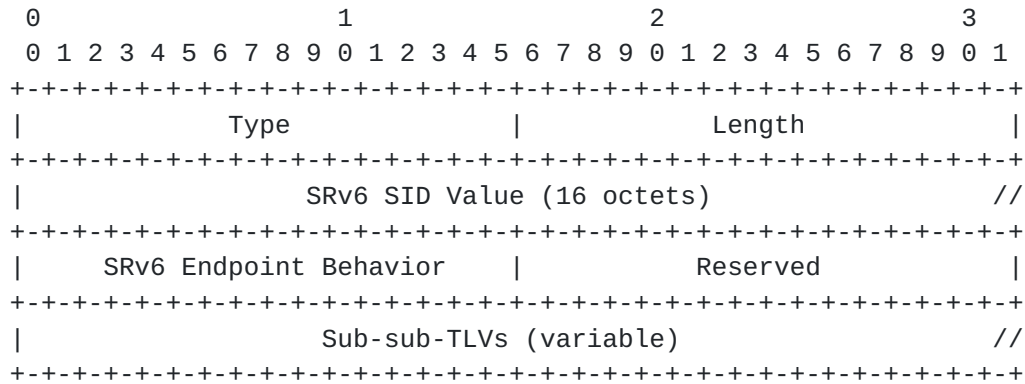 0                   1                   2                   3
0 1 2 3 4 5 6 7 8 9 0 1 2 3 4 5 6 7 8 9 0 1 2 3 4 5 6 7 8 9 0 1
+-+-+-+-+-+-+-+-+-+-+-+-+-+-+-+-+-+-+-+-+-+-+-+-+-+-+-+-+-+-+-+-+
|             Type              |            Length             |
+-+-+-+-+-+-+-+-+-+-+-+-+-+-+-+-+-+-+-+-+-+-+-+-+-+-+-+-+-+-+-+-+
|                  SRv6 SID Value (16 octets)                  //
+-+-+-+-+-+-+-+-+-+-+-+-+-+-+-+-+-+-+-+-+-+-+-+-+-+-+-+-+-+-+-+-+
|     SRv6 Endpoint Behavior    |           Reserved            |
+-+-+-+-+-+-+-+-+-+-+-+-+-+-+-+-+-+-+-+-+-+-+-+-+-+-+-+-+-+-+-+-+
|                   Sub-sub-TLVs (variable)                    //
+-+-+-+-+-+-+-+-+-+-+-+-+-+-+-+-+-+-+-+-+-+-+-+-+-+-+-+-+-+-+-+-+